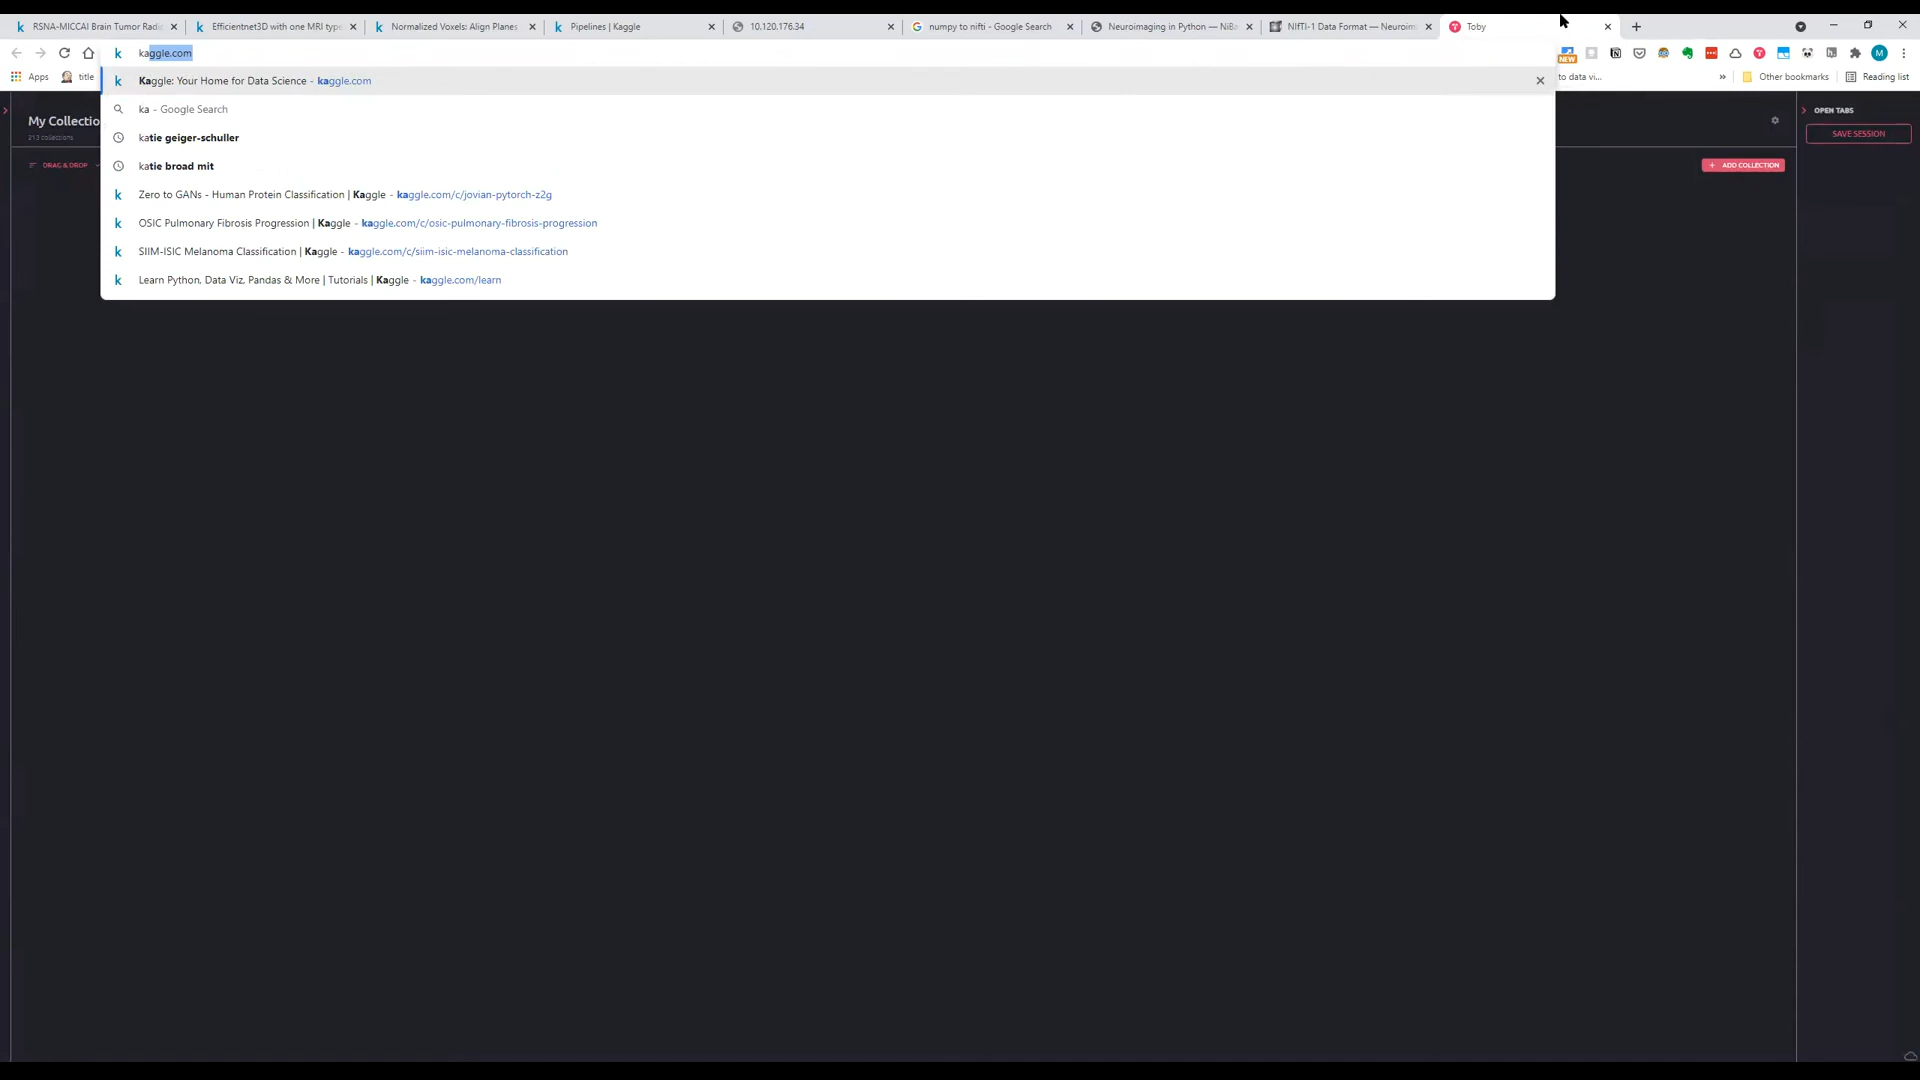 RSNA-MICCAI Brain Tumor Radi
Efficientnet3D with one MRI type
Normalized Voxels: Align Planes
Pipelines | Kaggle
10.120.176.34
numpy to nifti - Google Search
Neuroimaging in Python — NiBa
NIfTI-1 Data Format — Neuroim
Toby
kaggle.com
NEW
Apps
title
to data vi...
»
Other bookmarks
Reading list
M
Kaggle: Your Home for Data Science - kaggle.com
ka - Google Search
katie geiger-schuller
katie broad mit
Zero to GANs - Human Protein Classification | Kaggle - kaggle.com/c/jovian-pytorch-z2g
OSIC Pulmonary Fibrosis Progression | Kaggle - kaggle.com/c/osic-pulmonary-fibrosis-progression
SIIM-ISIC Melanoma Classification | Kaggle - kaggle.com/c/siim-isic-melanoma-classification
Learn Python, Data Viz, Pandas & More | Tutorials | Kaggle - kaggle.com/learn
My Collectio
213 collections
DRAG & DROP
ADD COLLECTION
OPEN TABS
SAVE SESSION